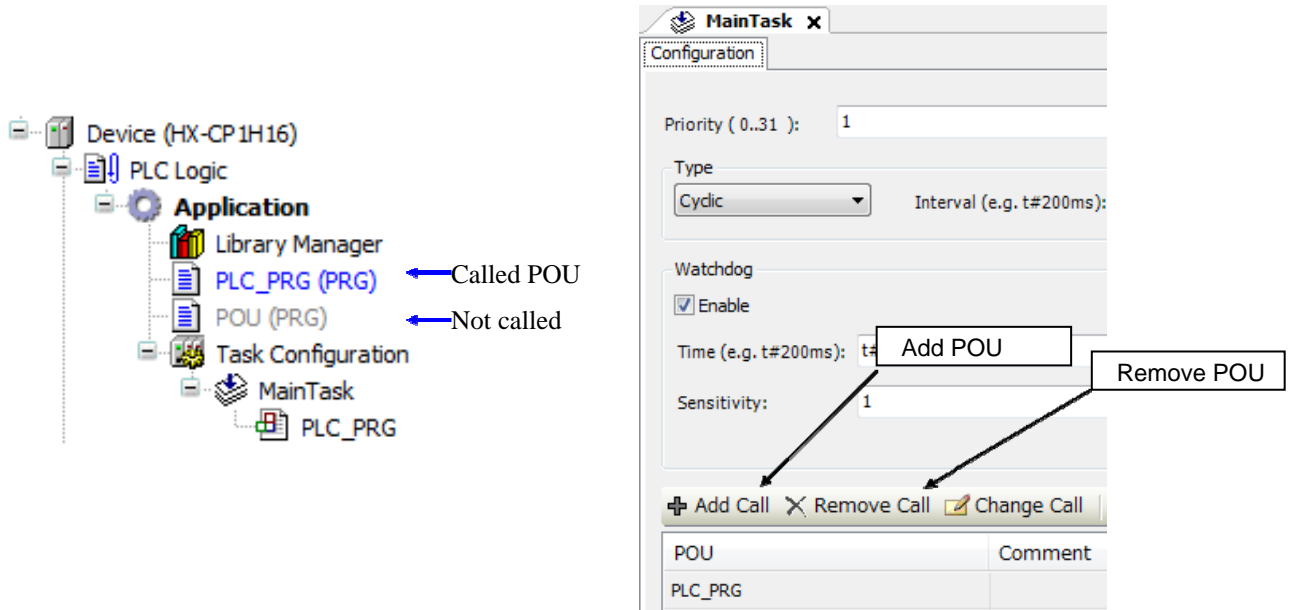 Device (HX-CP1H16)
PLC Logic
Application
Library Manager
PLC_PRG (PRG)
Called POU
POU (PRG)
Not called
Task Configuration
MainTask
PLC_PRG
MainTask x
Configuration
Priority ( 0..31 ): 1
Type
Cyclic
Interval (e.g. t#200ms):
Watchdog
Enable
Time (e.g. t#200ms): t#
Add POU
Remove POU
Sensitivity: 1
Add Call
Remove Call
Change Call
POU Comment
PLC_PRG